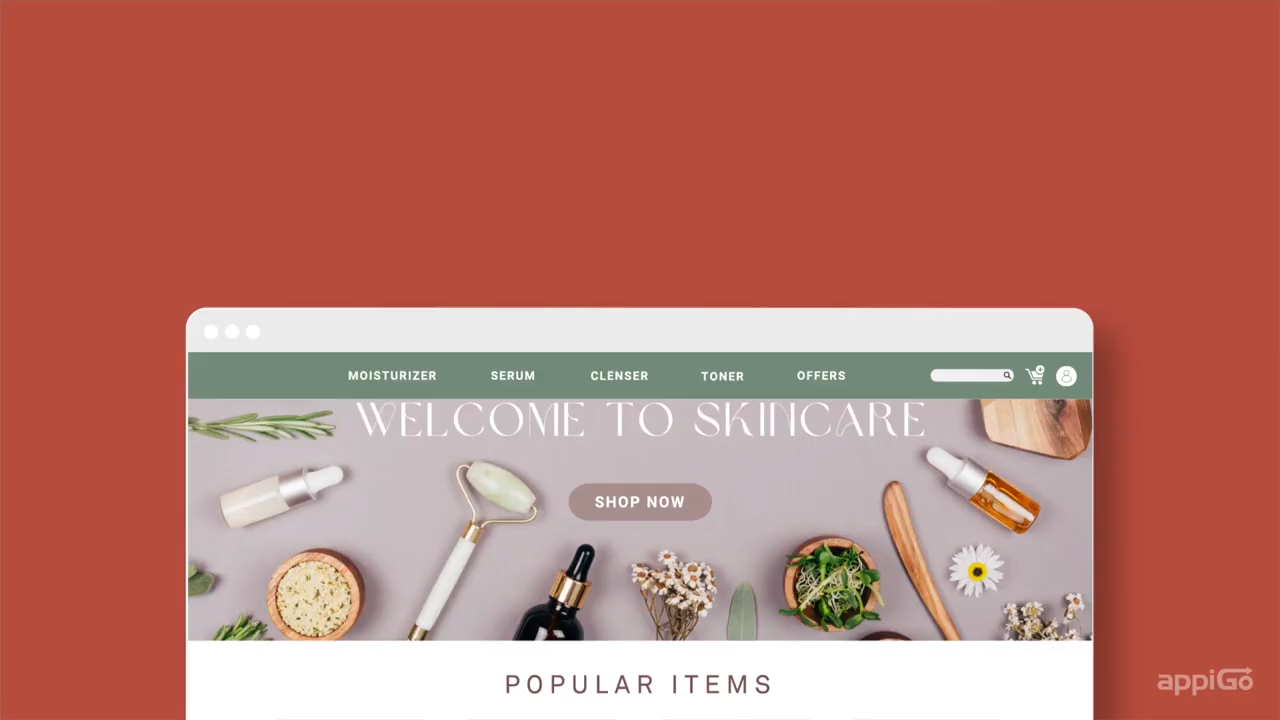 MOISTURIZER SERUM CLENSER TONER OFFERS
WELCOME TO SKINCARE
SHOP NOW
POPULAR ITEMS
appiGo